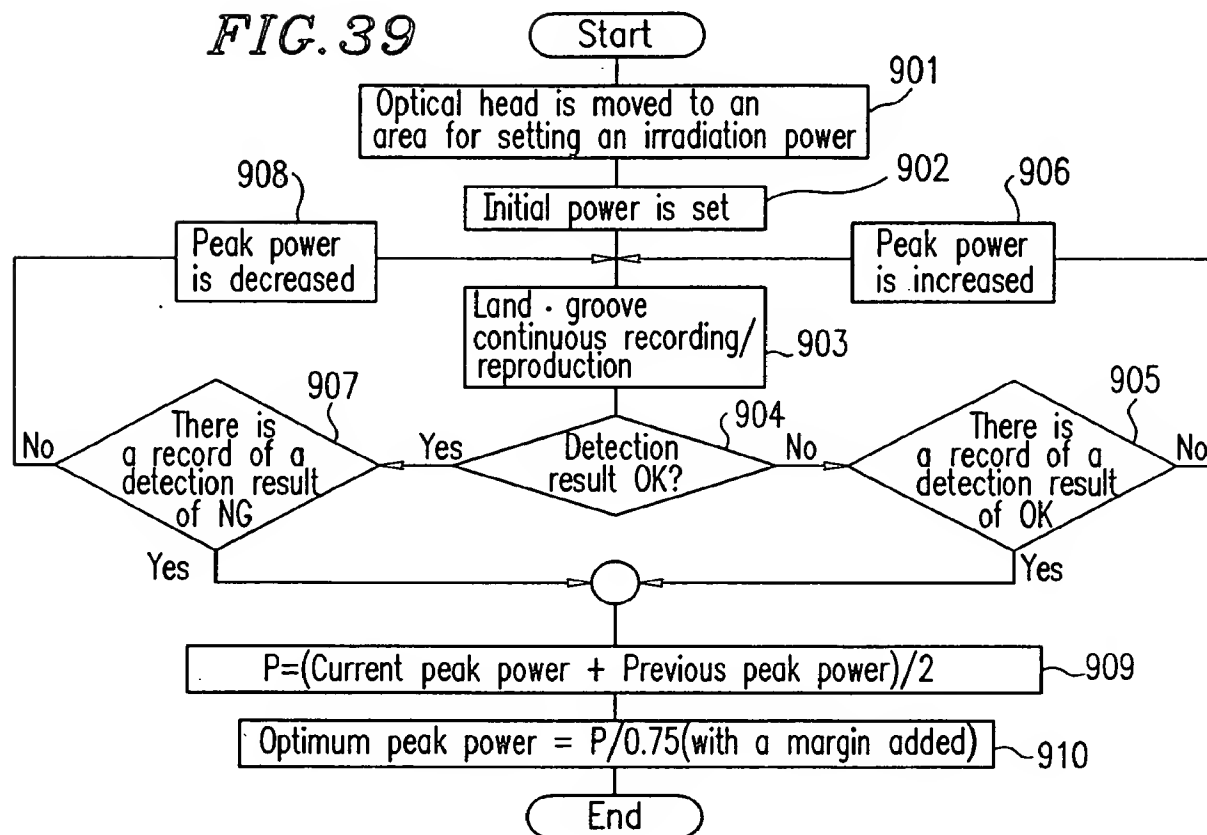 FIG. 39
Start
901
Optical head is moved to an
area for setting an irradiation power
908
902
906
Initial power is set
Peak power
is decreased
Peak power
is increased
Land · groove
continuous recording/
reproduction
903
907
904
905
No
There is
a record of a
detection result
of NG
Yes
Detection
result OK?
No
There is
a record of a
detection result
of OK
No
Yes
Yes
P=(Current peak power + Previous peak power)/2
909
Optimum peak power = P/0.75(with a margin added)
910
End